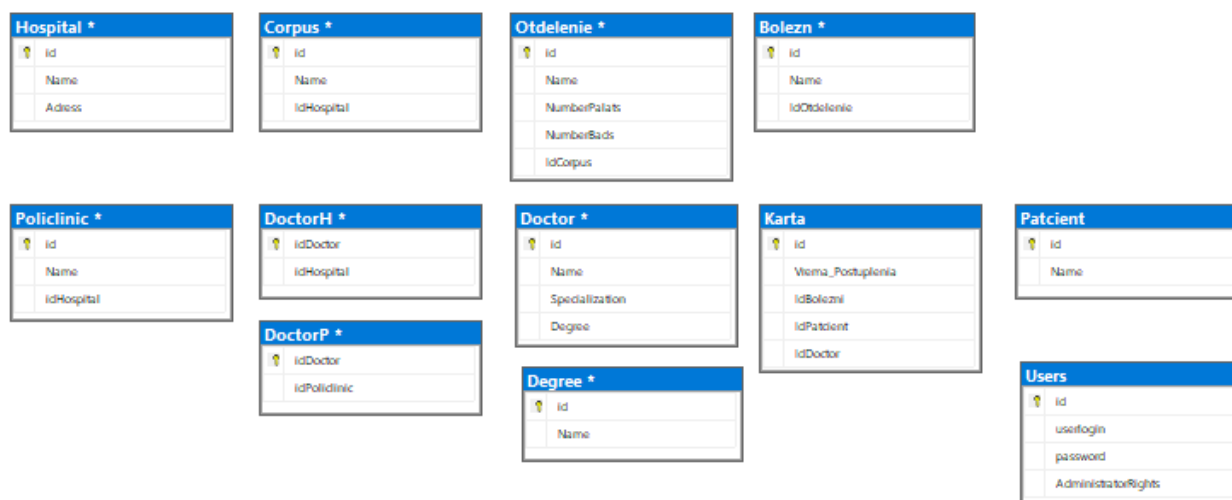 Hospital *
id
Name
Adress
Corpus *
id
Name
IdHospital
Otdelenie *
id
Name
NumberPalats
NumberBads
IdCorpus
Bolezn *
id
Name
IdOtdelenie
Policlinic *
id
Name
idHospital
DoctorH *
idDoctor
idHospital
DoctorP *
idDoctor
idPoliclinic
Doctor *
id
Name
Specialization
Degree
Degree *
id
Name
Karta
id
Vrema_Postuplenia
IdBolezni
IdPatcient
IdDoctor
Patcient
id
Name
Users
id
userlogin
password
AdministratorRights